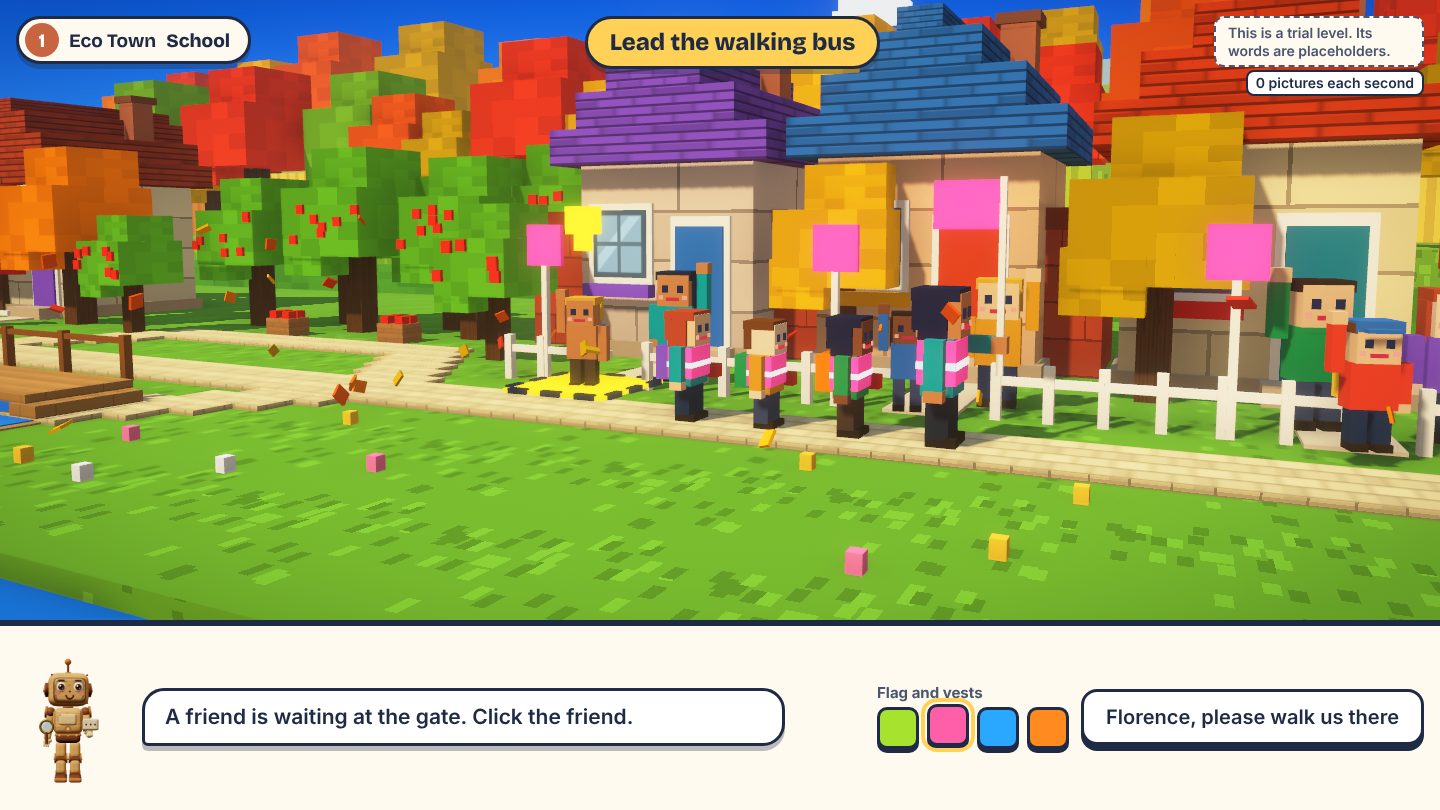 1 Eco Town School
Lead the walking bus
This is a trial level. Its
words are placeholders.
0 pictures each second
A friend is waiting at the gate. Click the friend.
Flag and vests
Florence, please walk us there